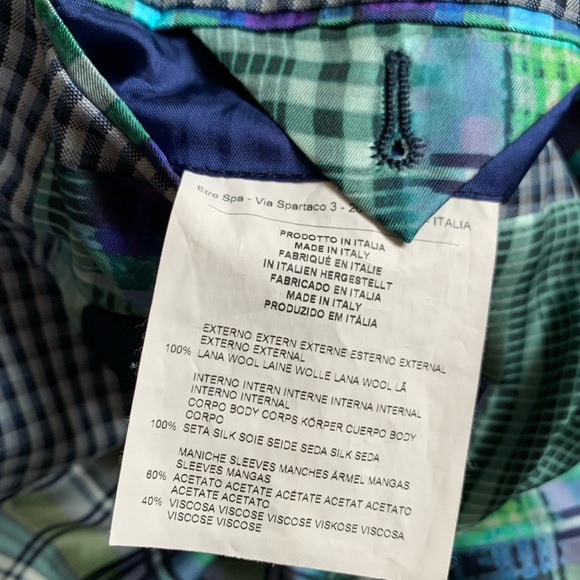 Etro Spa - Via Spartaco 3 - ITALIA
PRODOTTO IN ITALIA
MADE IN ITALY
FABRIQUÉ EN ITALIE
IN ITALIEN HERGESTELLT
FABRICADO EN ITALIA
MADE IN ITALY
PRODUZIDO EM ITÁLIA
EXTERNO EXTERN EXTERNE ESTERNO EXTERNAL
EXTERNO EXTERNAL
100% LANA WOOL LAINE WOLLE LANA WOOL LÃ
INTERNO INTERN INTERNE INTERNA INTERNAL
INTERNO INTERNAL
CORPO BODY CORPS KÖRPER CUERPO BODY
CORPO
100% SETA SILK SOIE SEIDE SEDA SILK SEDA
MANICHE SLEEVES MANCHES ÄRMEL MANGAS
SLEEVES MANGAS
60% ACETATO ACETATE ACÉTATE ACETAT ACETATO
ACETATE ACETATO
40% VISCOSA VISCOSE VISCOSE VISKOSE VISCOSA
VISCOSE VISCOSE